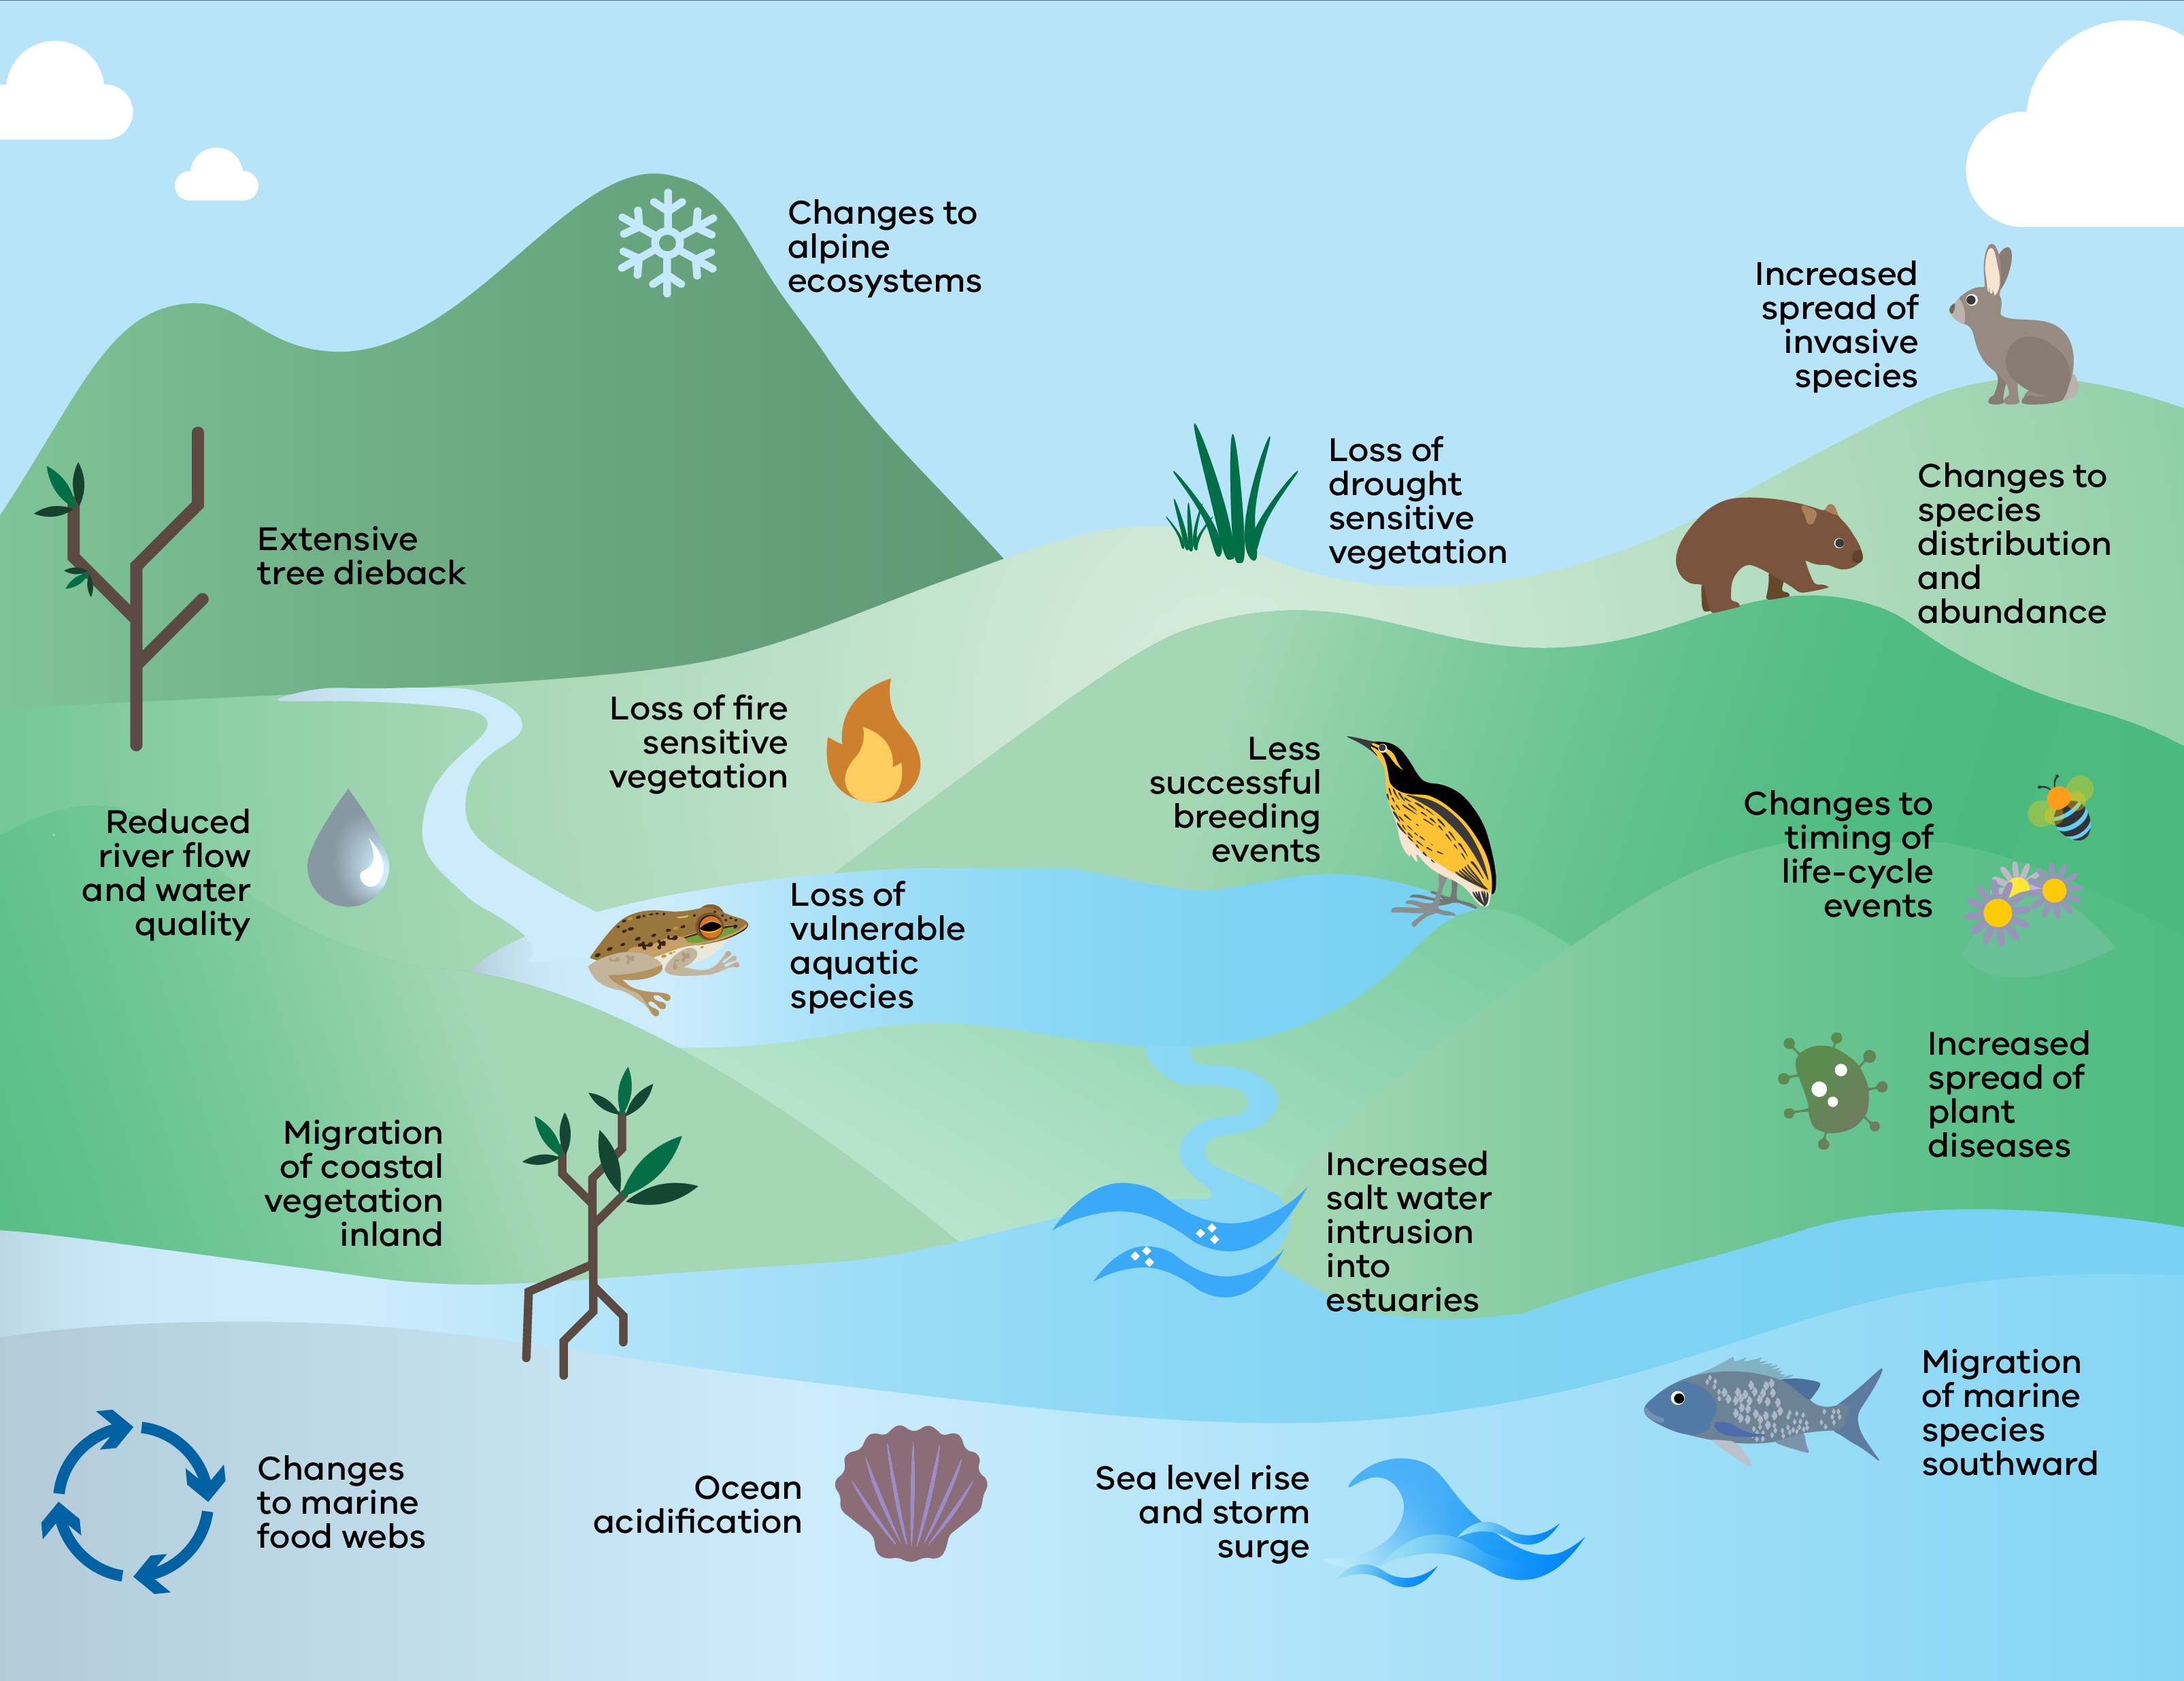 Changes to
alpine
ecosystems
Increased
spread of
invasive
species
Loss of
drought
sensitive
vegetation
Changes to
species
distribution
and
abundance
Extensive
tree dieback
Loss of fire
sensitive
vegetation
Less
successful
breeding
events
Changes to
timing of
life-cycle
events
Reduced
river flow
and water
quality
Loss of
vulnerable
aquatic
species
Increased
spread of
plant
diseases
Migration
of coastal
vegetation
inland
Increased
salt water
intrusion
into
estuaries
Migration
of marine
species
southward
Changes
to marine
food webs
Ocean
acidification
Sea level rise
and storm
surge